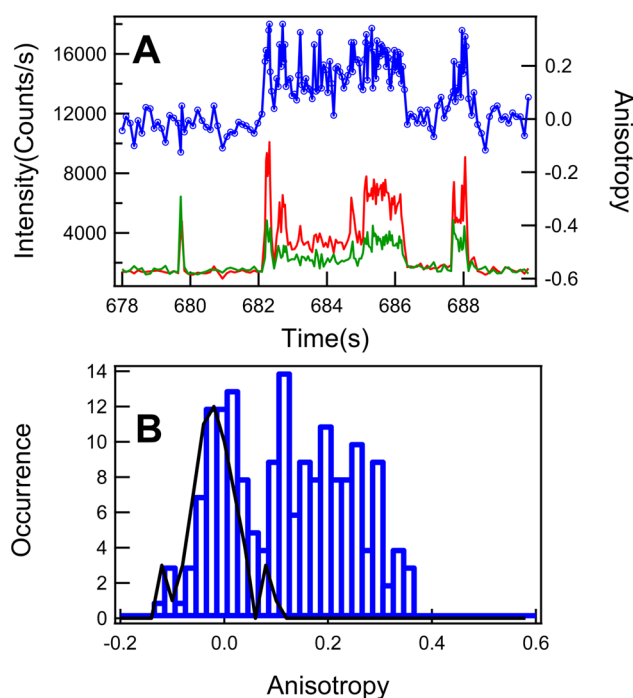 A
16000
12000
8000
4000
Intensity(Counts/s)
0.2
0.0
-0.2
-0.4
-0.6
Anisotropy
678 680 682 684 686 688
Time(s)
B
14
12
10
8
6
4
2
0
Occurrence
-0.2 0.0 0.2 0.4 0.6
Anisotropy